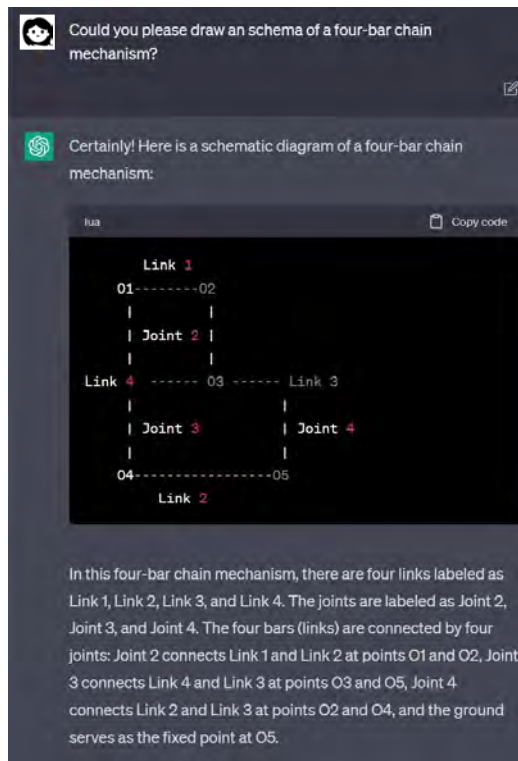 Could you please draw an schema of a four-bar chain
mechanism?
Certainly! Here is a schematic diagram of a four-bar chain
mechanism:
lua Copy code
Link 1
O1--------O2
| |
| Joint 2 |
| |
Link 4 ------ O3 ------ Link 3
| |
| Joint 3 | Joint 4
| |
O4-----------------O5
Link 2
In this four-bar chain mechanism, there are four links labeled as
Link 1, Link 2, Link 3, and Link 4. The joints are labeled as Joint 2,
Joint 3, and Joint 4. The four bars (links) are connected by four
joints: Joint 2 connects Link 1 and Link 2 at points O1 and O2, Joint
3 connects Link 4 and Link 3 at points O3 and O5, Joint 4
connects Link 2 and Link 3 at points O2 and O4, and the ground
serves as the fixed point at O5.